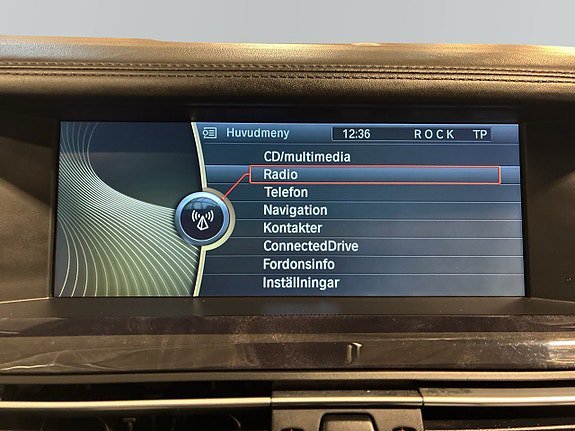 Huvudmeny 12:36 ROCK TP
CD/multimedia
Radio
Telefon
Navigation
Kontakter
ConnectedDrive
Fordonsinfo
Inställningar